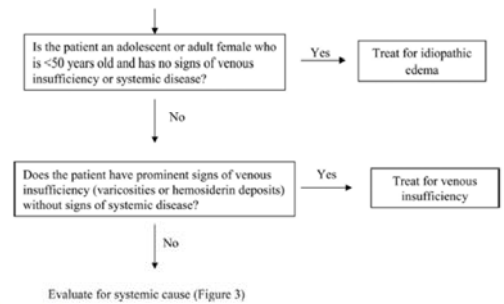 Is the patient an adolescent or adult female who
is <50 years old and has no signs of venous
insufficiency or systemic disease?
Yes
Treat for idiopathic
edema
No
Does the patient have prominent signs of venous
insufficiency (varicosities or hemosiderin deposits)
without signs of systemic disease?
Yes
Treat for venous
insufficiency
No
Evaluate for systemic cause (Figure 3)